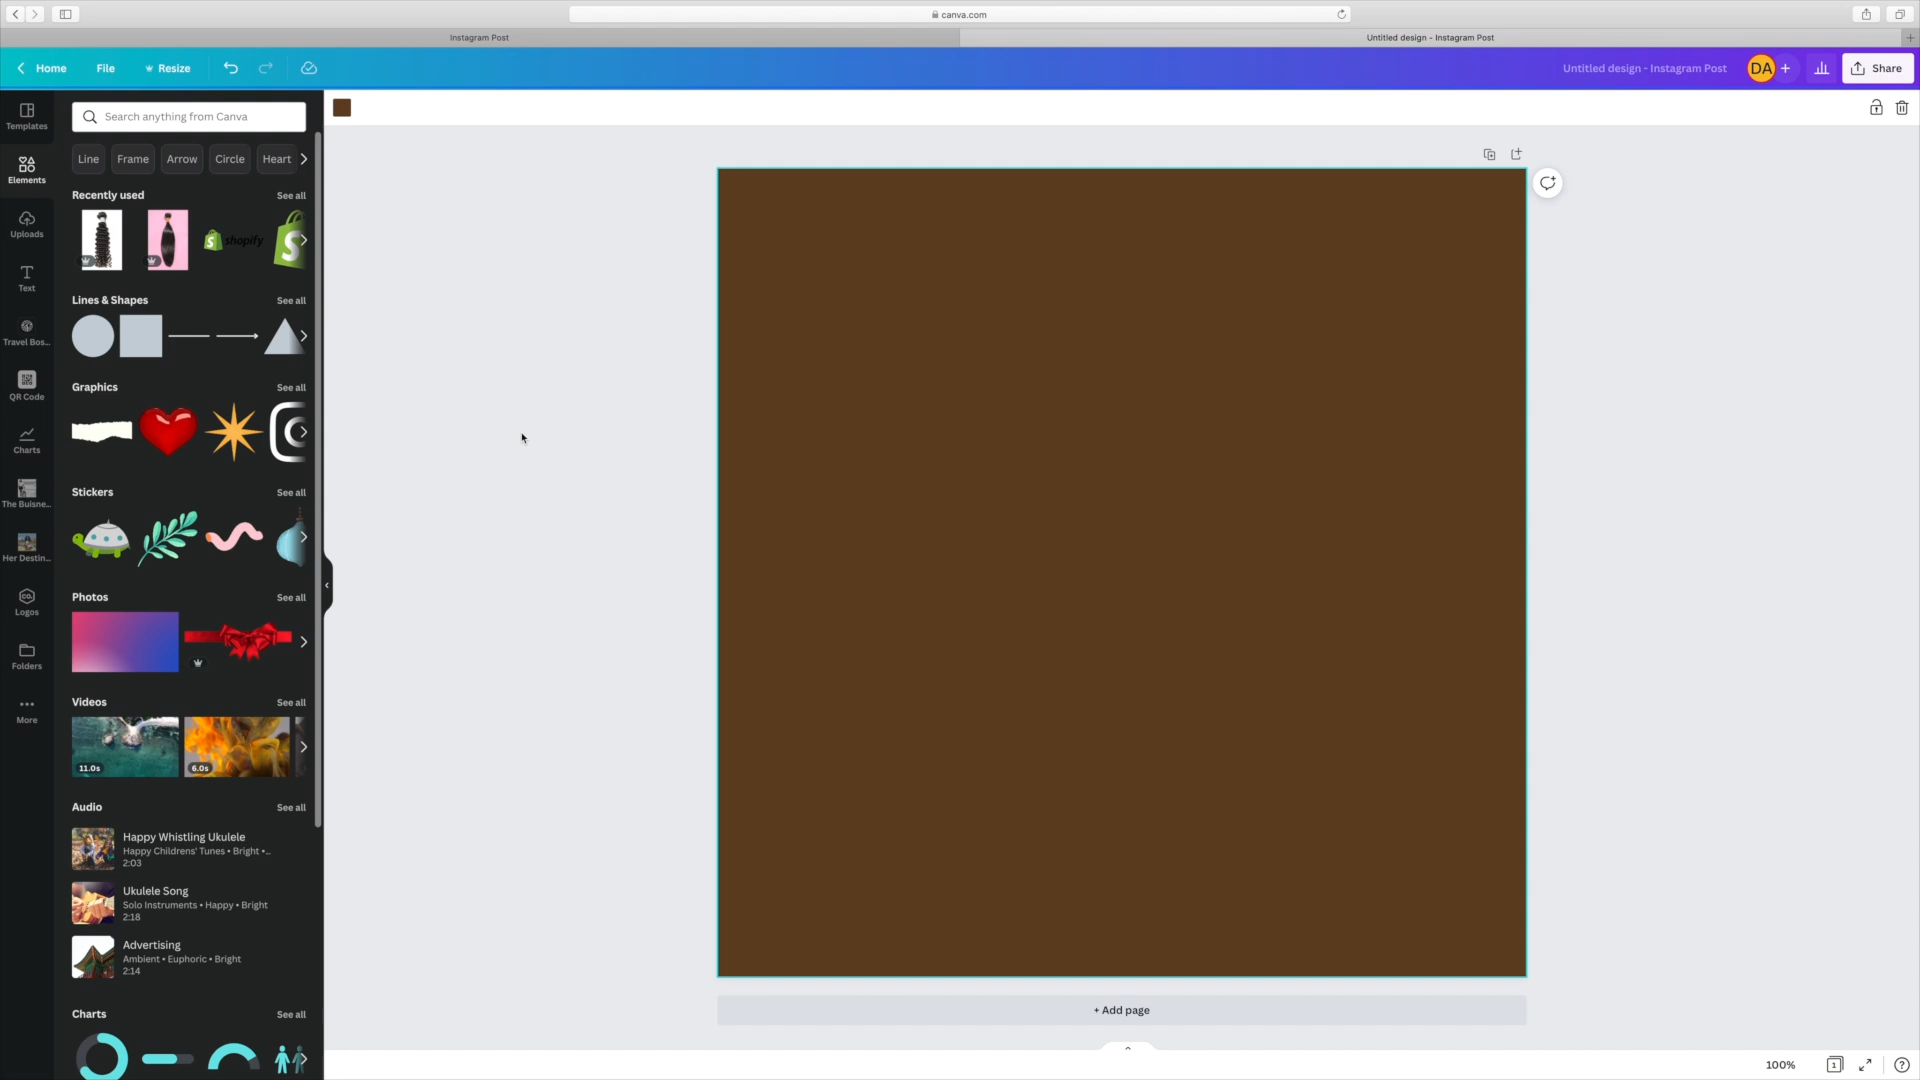 canva.com
Instagram Post
Untitled design - Instagram Post
Home
File
Resize
Untitled design - Instagram Post
DA
Share
Templates
Elements
Uploads
Text
Travel Bos...
QR Code
Charts
The Buisne...
Her Destin...
Logos
Folders
More
Search anything from Canva
Line
Frame
Arrow
Circle
Heart
Recently used
See all
shopify
Lines & Shapes
See all
Graphics
See all
Stickers
See all
Photos
See all
Videos
See all
11.0s
6.0s
Audio
See all
Happy Whistling Ukulele
Happy Childrens' Tunes • Bright •...
2:03
Ukulele Song
Solo Instruments • Happy • Bright
2:18
Advertising
Ambient • Euphoric • Bright
2:14
Charts
See all
+ Add page
100%
1